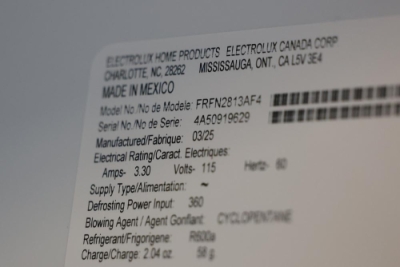 ELECTROLUX HOME PRODUCTS ELECTROLUX CANADA CORP
CHARLOTTE, NC, 28262 MISSISSAUGA, ONT., CA L5V 3E4
MADE IN MEXICO
Model No/No de Modele: FRFN2813AF4
Serial No./No de Serie: 4A50919629
Manufactured/Fabrique: 03/25
Electrical Rating/Caract. Electriques:
Amps- 3.30 Volts- 115 Hertz- 60
Supply Type/Alimentation: ~
Defrosting Power Input: 360
Blowing Agent / Agent Gonflant: CYCLOPENTANE
Refrigerant/Frigorigene: R600a
Charge/Charge: 2.04 oz. 58 g